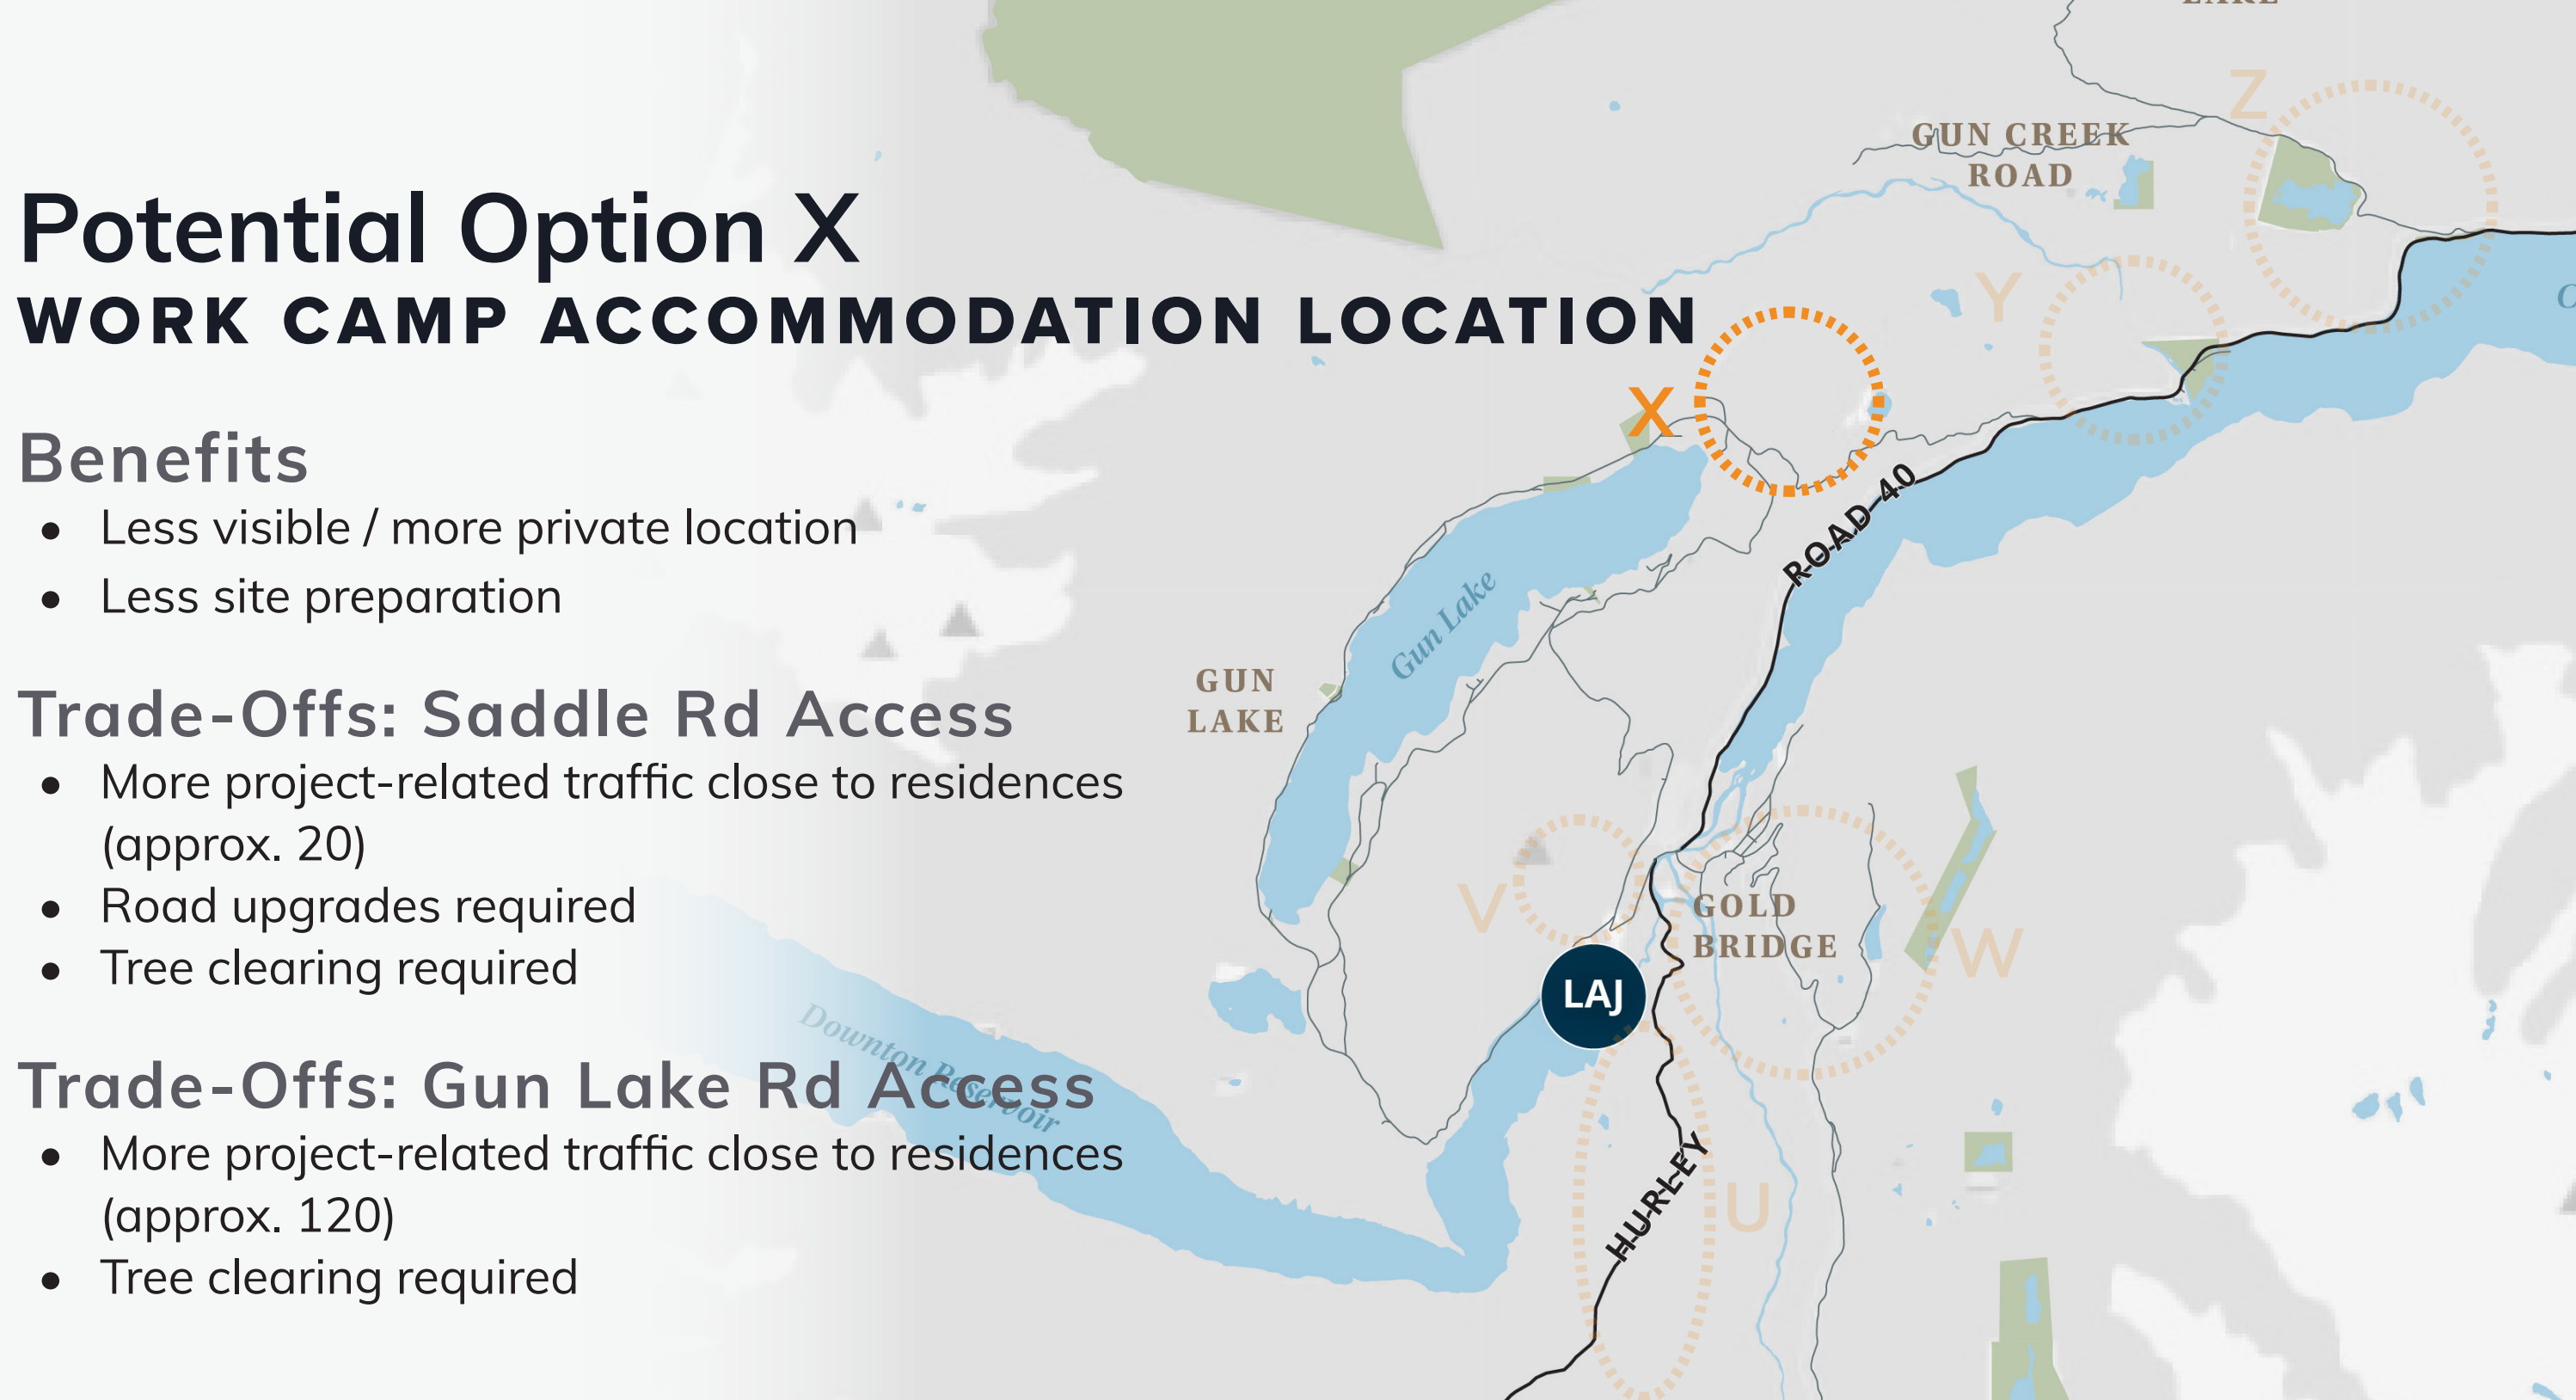 Potential Option X
WORK CAMP ACCOMMODATION LOCATION
Benefits
• Less visible / more private location
• Less site preparation
Trade-Offs: Saddle Rd Access
• More project-related traffic close to residences
(approx. 20)
• Road upgrades required
• Tree clearing required
Trade-Offs: Gun Lake Rd Access
• More project-related traffic close to residences
(approx. 120)
• Tree clearing required
LAKE
Z
GUN CREEK
ROAD
Y
X
ROAD 40
Gun Lake
GUN
LAKE
V
GOLD
BRIDGE
W
LAJ
Downton Reservoir
HURLEY
U